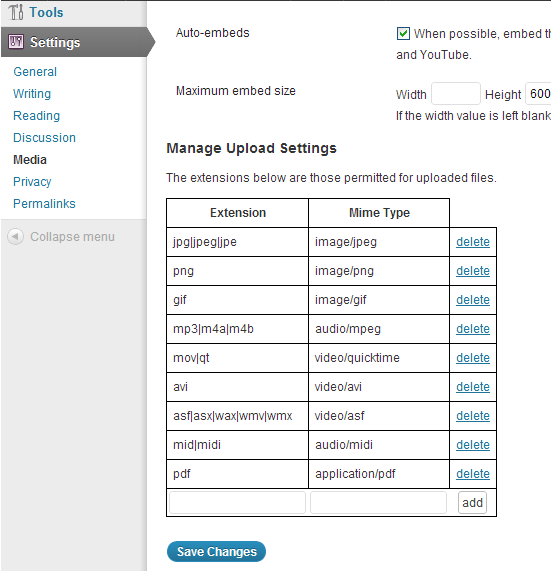 Tools
Settings
General
Writing
Reading
Discussion
Media
Privacy
Permalinks
Collapse menu
Auto-embeds
When possible, embed
and YouTube.
Maximum embed size
Width Height 600
If the width value is left blank
Manage Upload Settings
The extensions below are those permitted for uploaded files.
Extension Mime Type
jpg|jpeg|jpe image/jpeg delete
png image/png delete
gif image/gif delete
mp3|m4a|m4b audio/mpeg delete
mov|qt video/quicktime delete
avi video/avi delete
asf|asx|wax|wmv|wmx video/asf delete
mid|midi audio/midi delete
pdf application/pdf delete
add
Save Changes